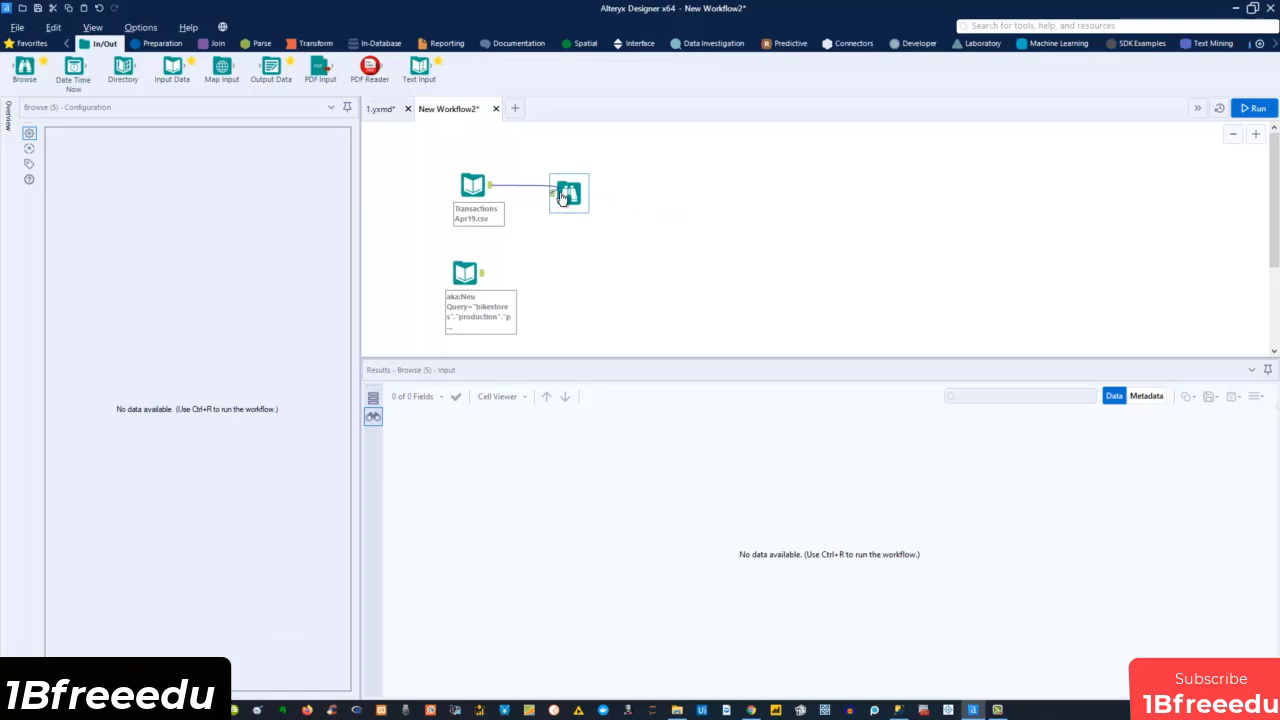 Alteryx Designer x64 - New Workflow2*
File
Edit
View
Options
Help
Search for tools, help, and resources
Favorites
In/Out
Preparation
Join
Parse
Transform
In-Database
Reporting
Documentation
Spatial
Interface
Data Investigation
Predictive
Connectors
Developer
Laboratory
Machine Learning
SDK Examples
Text Mining
Browse
Date Time
Now
Directory
Input Data
Map Input
Output Data
PDF Input
PDF Reader
Text Input
Overview
Browse (5) - Configuration
1.yxmd*
New Workflow2*
Run
Transactions
Apr19.csv
aka:Neu
Query="bikestore
s"."production"."p
...
No data available. (Use Ctrl+R to run the workflow.)
Results - Browse (5) - Input
0 of 0 Fields
Cell Viewer
Data
Metadata
No data available. (Use Ctrl+R to run the workflow.)
1Bfreeedu
Subscribe
1Bfreeedu